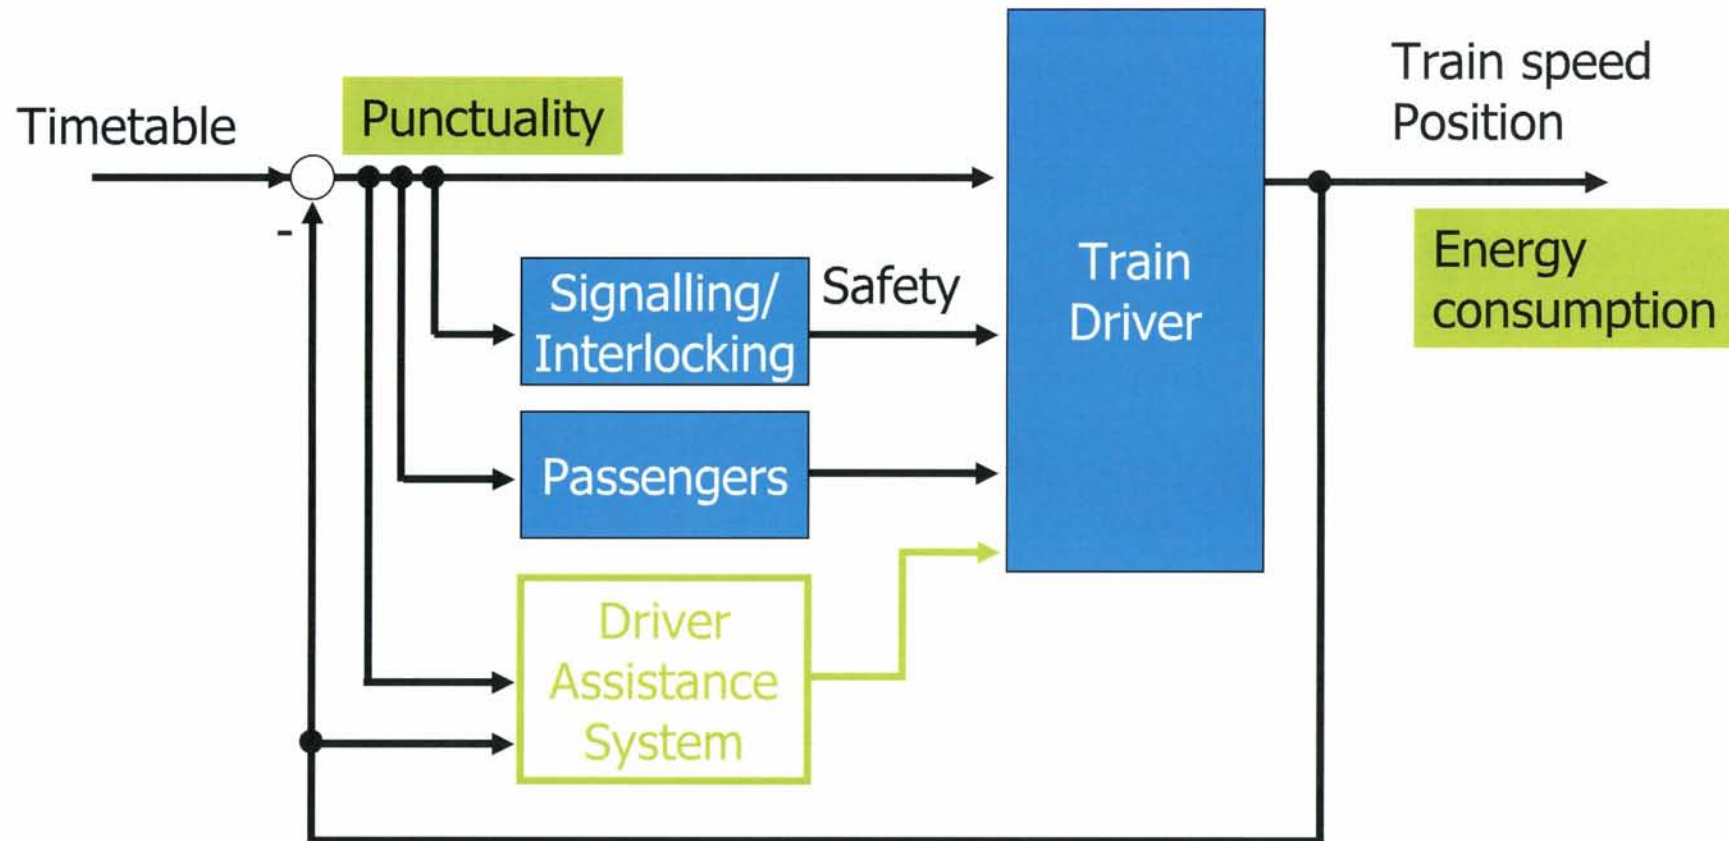 Timetable
Punctuality
-
Signalling/
Interlocking
Safety
Passengers
Driver
Assistance
System
Train
Driver
Train speed
Position
Energy
consumption